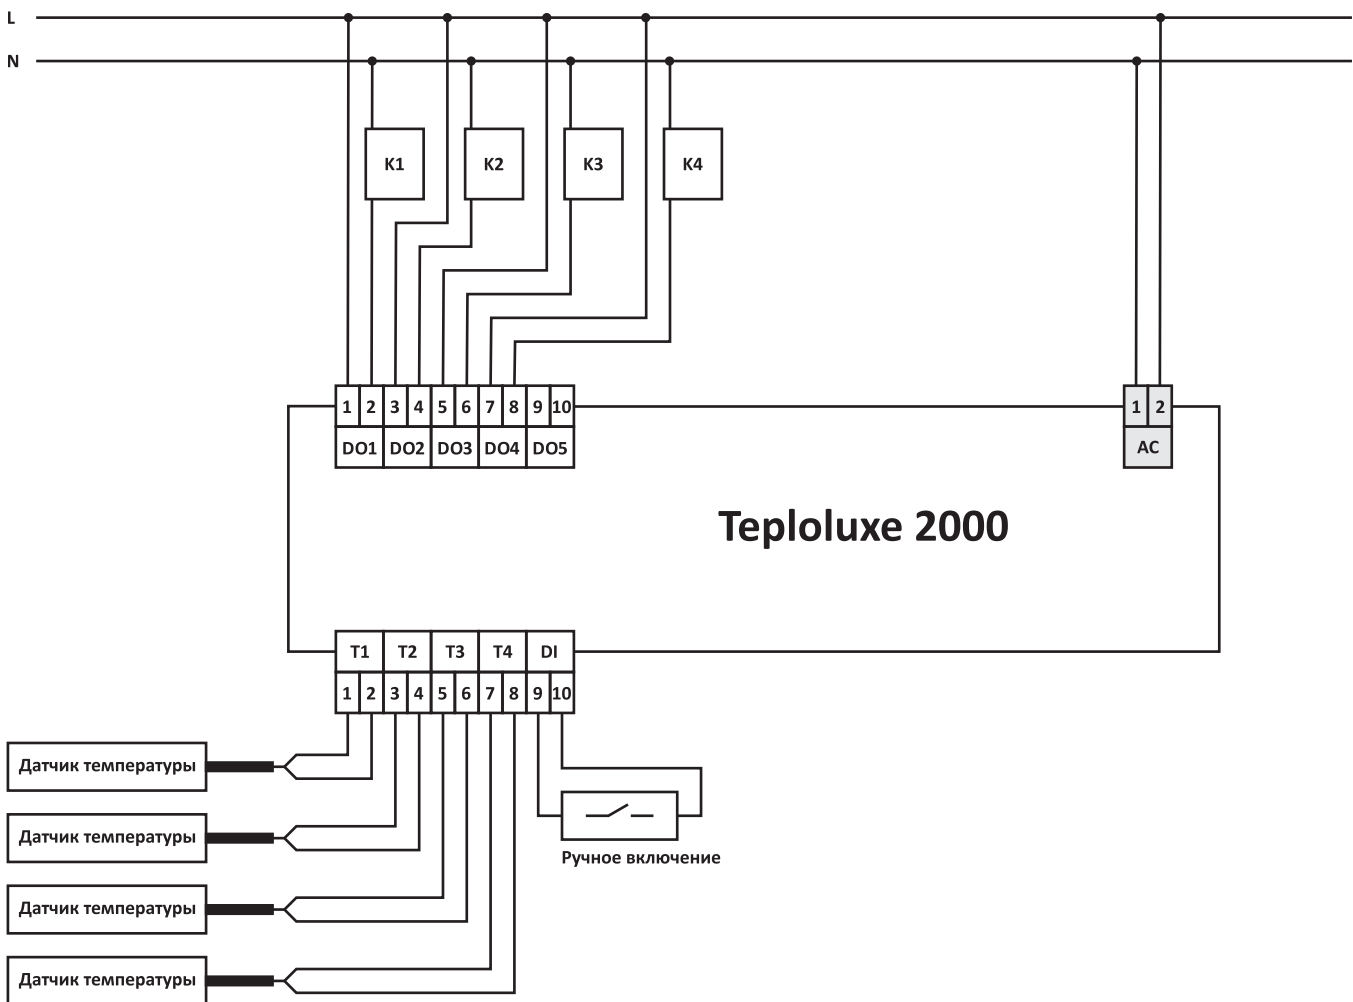 L
N
K1 K2 K3 K4
1 2 3 4 5 6 7 8 9 10 1 2
DO1 DO2 DO3 DO4 DO5 AC
Teploluxe 2000
T1 T2 T3 T4 DI
1 2 3 4 5 6 7 8 9 10
Датчик температуры
Датчик температуры
Ручное включение
Датчик температуры
Датчик температуры